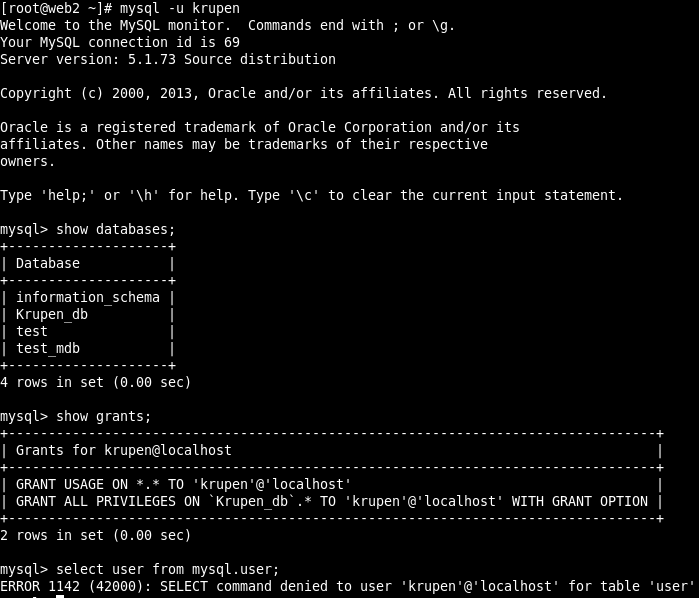 [root@web2 ~]# mysql -u krupen
Welcome to the MySQL monitor.  Commands end with ; or \g.
Your MySQL connection id is 69
Server version: 5.1.73 Source distribution

Copyright (c) 2000, 2013, Oracle and/or its affiliates. All rights reserved.

Oracle is a registered trademark of Oracle Corporation and/or its
affiliates. Other names may be trademarks of their respective
owners.

Type 'help;' or '\h' for help. Type '\c' to clear the current input statement.

mysql> show databases;
+--------------------+
| Database           |
+--------------------+
| information_schema |
| Krupen_db          |
| test               |
| test_mdb           |
+--------------------+
4 rows in set (0.00 sec)

mysql> show grants;
+---------------------------------------------------------------------------------+
| Grants for krupen@localhost                                                     |
+---------------------------------------------------------------------------------+
| GRANT USAGE ON *.* TO 'krupen'@'localhost'                                      |
| GRANT ALL PRIVILEGES ON `Krupen_db`.* TO 'krupen'@'localhost' WITH GRANT OPTION |
+---------------------------------------------------------------------------------+
2 rows in set (0.00 sec)

mysql> select user from mysql.user;
ERROR 1142 (42000): SELECT command denied to user 'krupen'@'localhost' for table 'user'